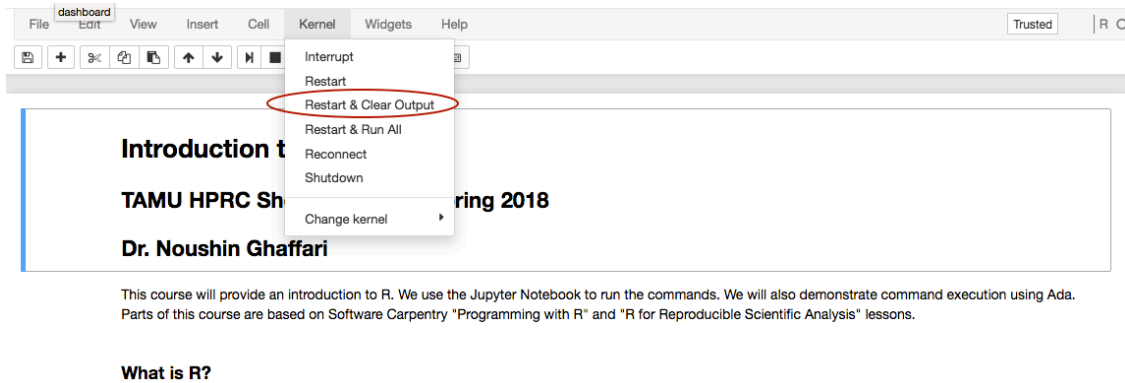 dashboard
File Edit View Insert Cell Kernel Widgets Help Trusted R
Interrupt
Restart
Restart & Clear Output
Restart & Run All
Reconnect
Shutdown
Change kernel
Introduction t
TAMU HPRC Sh ring 2018
Dr. Noushin Ghaffari
This course will provide an introduction to R. We use the Jupyter Notebook to run the commands. We will also demonstrate command execution using Ada.
Parts of this course are based on Software Carpentry "Programming with R" and "R for Reproducible Scientific Analysis" lessons.
What is R?